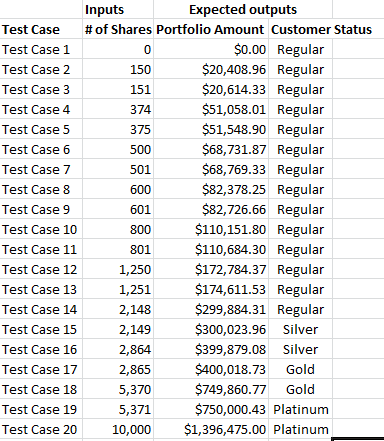 Inputs Expected outputs
Test Case # of Shares Portfolio Amount Customer Status
Test Case 1 0 $0.00 Regular
Test Case 2 150 $20,408.96 Regular
Test Case 3 151 $20,614.33 Regular
Test Case 4 374 $51,058.01 Regular
Test Case 5 375 $51,548.90 Regular
Test Case 6 500 $68,731.87 Regular
Test Case 7 501 $68,769.33 Regular
Test Case 8 600 $82,378.25 Regular
Test Case 9 601 $82,726.66 Regular
Test Case 10 800 $110,151.80 Regular
Test Case 11 801 $110,684.30 Regular
Test Case 12 1,250 $172,784.37 Regular
Test Case 13 1,251 $174,611.53 Regular
Test Case 14 2,148 $299,884.31 Regular
Test Case 15 2,149 $300,023.96 Silver
Test Case 16 2,864 $399,879.08 Silver
Test Case 17 2,865 $400,018.73 Gold
Test Case 18 5,370 $749,860.77 Gold
Test Case 19 5,371 $750,000.43 Platinum
Test Case 20 10,000 $1,396,475.00 Platinum